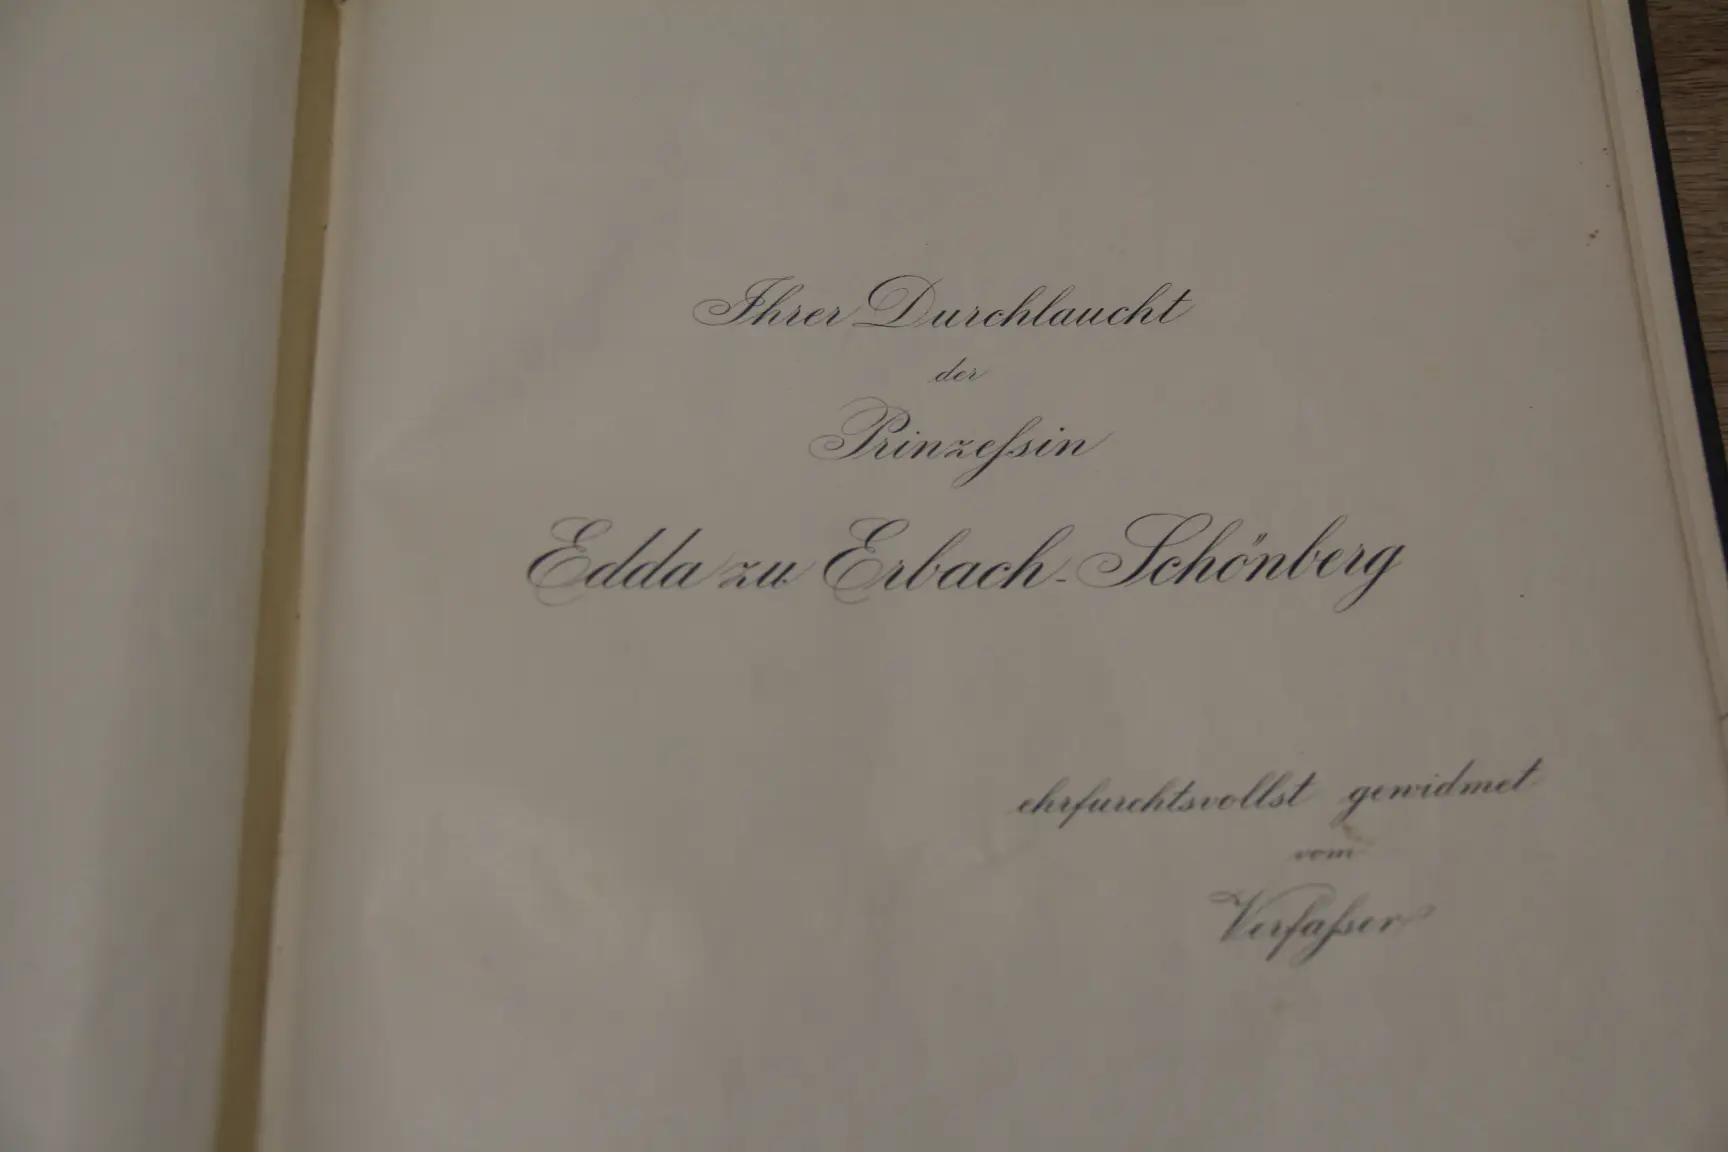 Ihrer Durchlaucht
der
Prinzeſsin
Edda zu Erbach-Schönberg
ehrfurchtsvollst gewidmet
vom
Verfaſser